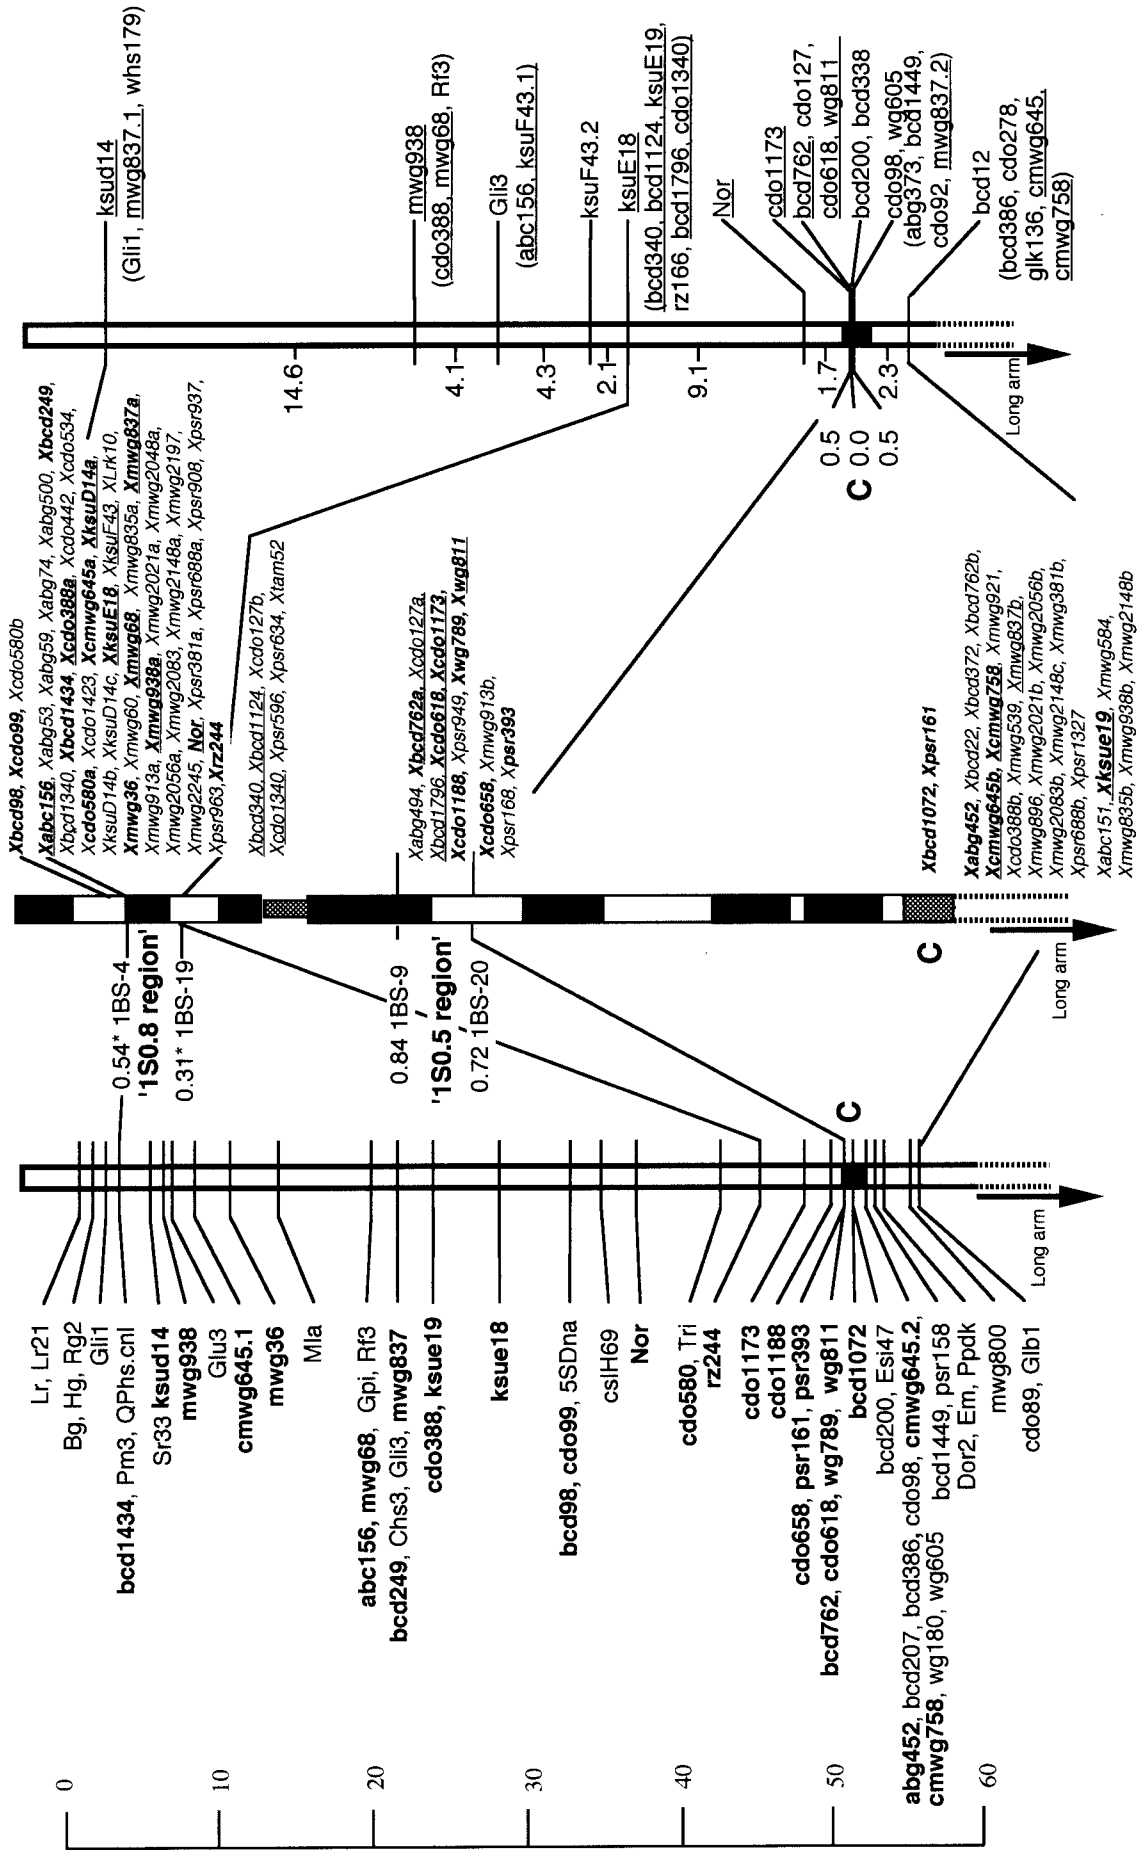 0
10
20
30
40
50
60
Lr, Lr21
Bg, Hg, Rg2
Gli1
bcd1434, Pm3, QPhs.cnl
Sr33 ksud14
mwg938
Glu3
cmwg645.1
mwg36
Mla
abc156, mwg68, Gpi, Rf3
bcd249, Chs3, Gli3, mwg837
cdo388, ksue19
ksue18
bcd98, cdo99, 5SDna
cslH69
Nor
cdo580, Tri
rz244
cdo1173
cdo1188
cdo658, psr161, psr393
bcd762, cdo618, wg789, wg811
bcd1072
bcd200, Esi47
abg452, bcd207, bcd386, cdo98, cmwg645.2,
cmwg758, wg180, wg605
bcd1449, psr158
Dor2, Em, Ppdk
mwg800
cdo89, Glb1
C
Long arm
0.54* 1BS-4
'1S0.8 region'
0.31* 1BS-19
0.84 1BS-9
'1S0.5 region'
0.72 1BS-20
C
Long arm
Xbcd98, Xcdo99, Xcdo580b
Xabc156, Xabg53, Xabg59, Xabg74, Xabg500, Xbcd249,
Xbcd1340, Xbcd1434, Xcdo388a, Xcdo442, Xcdo534,
Xcdo580a, Xcdo1423, Xcmwg645a, XksuD14a,
XksuD14b, XksuD14c, XksuE18, XksuF43, XLrk10,
Xmwg36, Xmwg60, Xmwg68, Xmwg835a, Xmwg837a,
Xmwg913a, Xmwg938a, Xmwg2021a, Xmwg2048a,
Xmwg2056a, Xmwg2083, Xmwg2148a, Xmwg2197,
Xmwg2245, Nor, Xpsr381a, Xpsr688a, Xpsr908, Xpsr937,
Xpsr963, Xrz244
Xbcd340, Xbcd1124, Xcdo127b,
Xcdo1340, Xpsr596, Xpsr634, Xtam52
Xabg494, Xbcd762a, Xcdo127a,
Xbcd1796, Xcdo618, Xcdo1173,
Xcdo1188, Xpsr949, Xwg789, Xwg811
Xcdo658, Xmwg913b,
Xpsr168, Xpsr393
Xbcd1072, Xpsr161
Xabg452, Xbcd22, Xbcd372, Xbcd762b,
Xcmwg645b, Xcmwg758, Xmwg921,
Xcdo388b, Xmwg539, Xmwg837b,
Xmwg896, Xmwg2021b, Xmwg2056b,
Xmwg2083b, Xmwg2148c, Xmwg381b,
Xpsr688b, Xpsr1327
Xabc151, Xksue19, Xmwg584,
Xmwg835b, Xmwg938b, Xmwg2148b
14.6
4.1
4.3
2.1
9.1
1.7
2.3
0.5
0.0
0.5
C
Long arm
ksud14
(Gli1, mwg837.1, whs179)
mwg938
(cdo388, mwg68, Rf3)
Gli3
(abc156, ksuF43.1)
ksuF43.2
ksuE18
(bcd340, bcd1124, ksuE19,
rz166, bcd1796, cdo1340)
Nor
cdo1173
bcd762, cdo127,
cdo618, wg811
bcd200, bcd338
cdo98, wg605
(abg373, bcd1449,
cdo92, mwg837.2)
bcd12
(bcd386, cdo278,
glk136, cmwg645,
cmwg758)